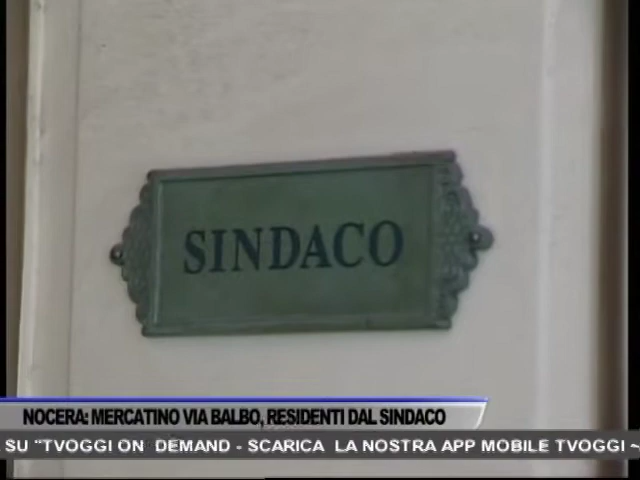 SINDACO
NOCERA: MERCATINO VIA BALBO, RESIDENTI DAL SINDACO
SU "TVOGGI ON DEMAND - SCARICA LA NOSTRA APP MOBILE TVOGGI ~